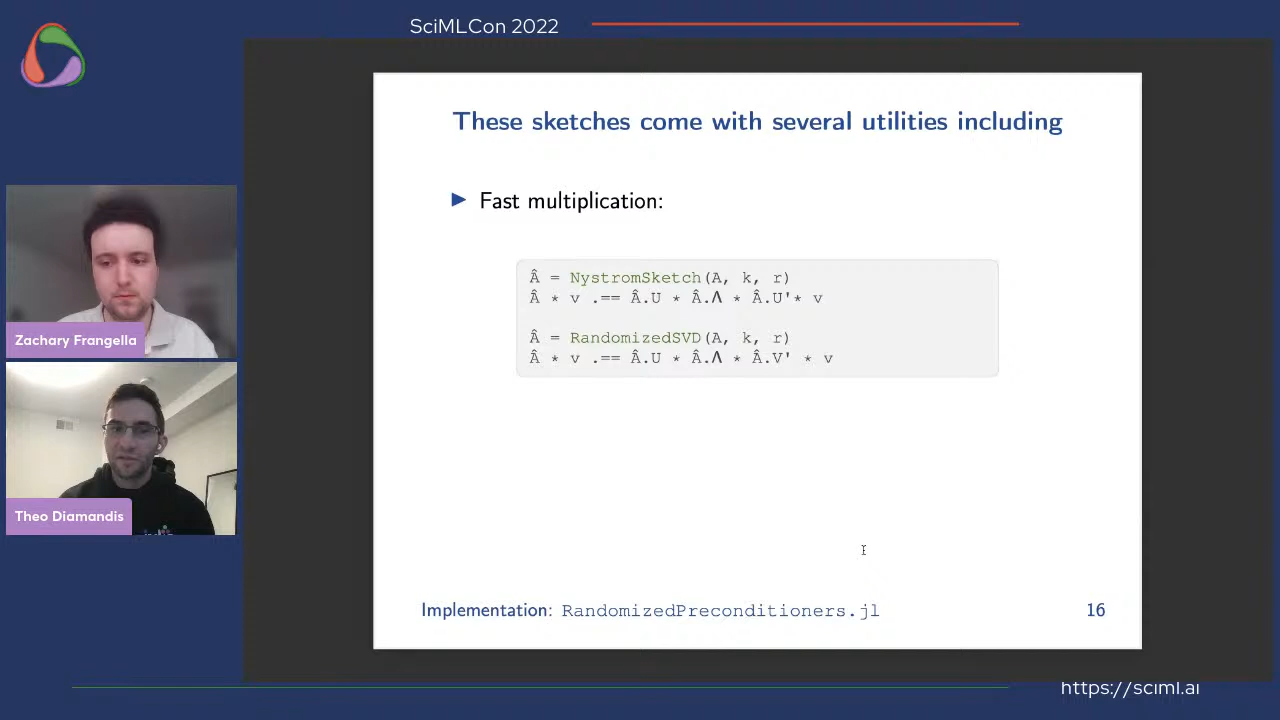 SciMLCon 2022
These sketches come with several utilities including
▶ Fast multiplication:
Â = NystromSketch(A, k, r)
Â * v .== Â.U * Â.Λ * Â.U'* v
Â = RandomizedSVD(A, k, r)
Â * v .== Â.U * Â.Λ * Â.V' * v
Zachary Frangella
Theo Diamandis
Implementation: RandomizedPreconditioners.jl
16
https://sciml.ai